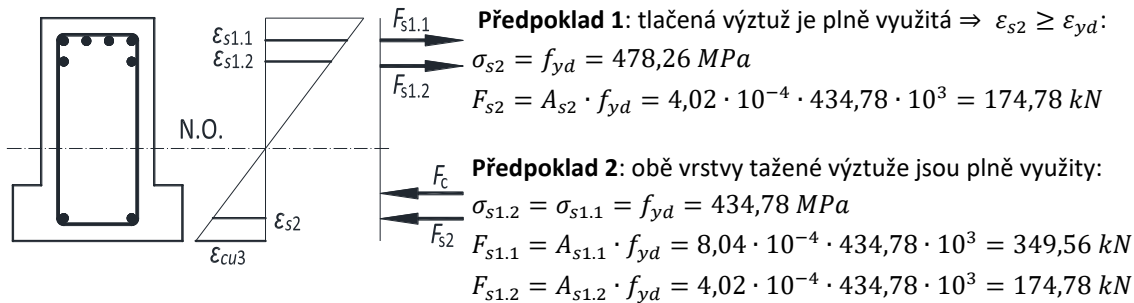 εs1.1
εs1.2
N.O.
εs2
εcu3
Fs1.1
Fs1.2
Fc
Fs2
Předpoklad 1: tlačená výztuž je plně využitá ⇒ εs2 ≥ εyd:
σs2 = fyd = 478,26 MPa
Fs2 = As2 · fyd = 4,02 · 10⁻⁴ · 434,78 · 10³ = 174,78 kN
Předpoklad 2: obě vrstvy tažené výztuže jsou plně využity:
σs1.2 = σs1.1 = fyd = 434,78 MPa
Fs1.1 = As1.1 · fyd = 8,04 · 10⁻⁴ · 434,78 · 10³ = 349,56 kN
Fs1.2 = As1.2 · fyd = 4,02 · 10⁻⁴ · 434,78 · 10³ = 174,78 kN